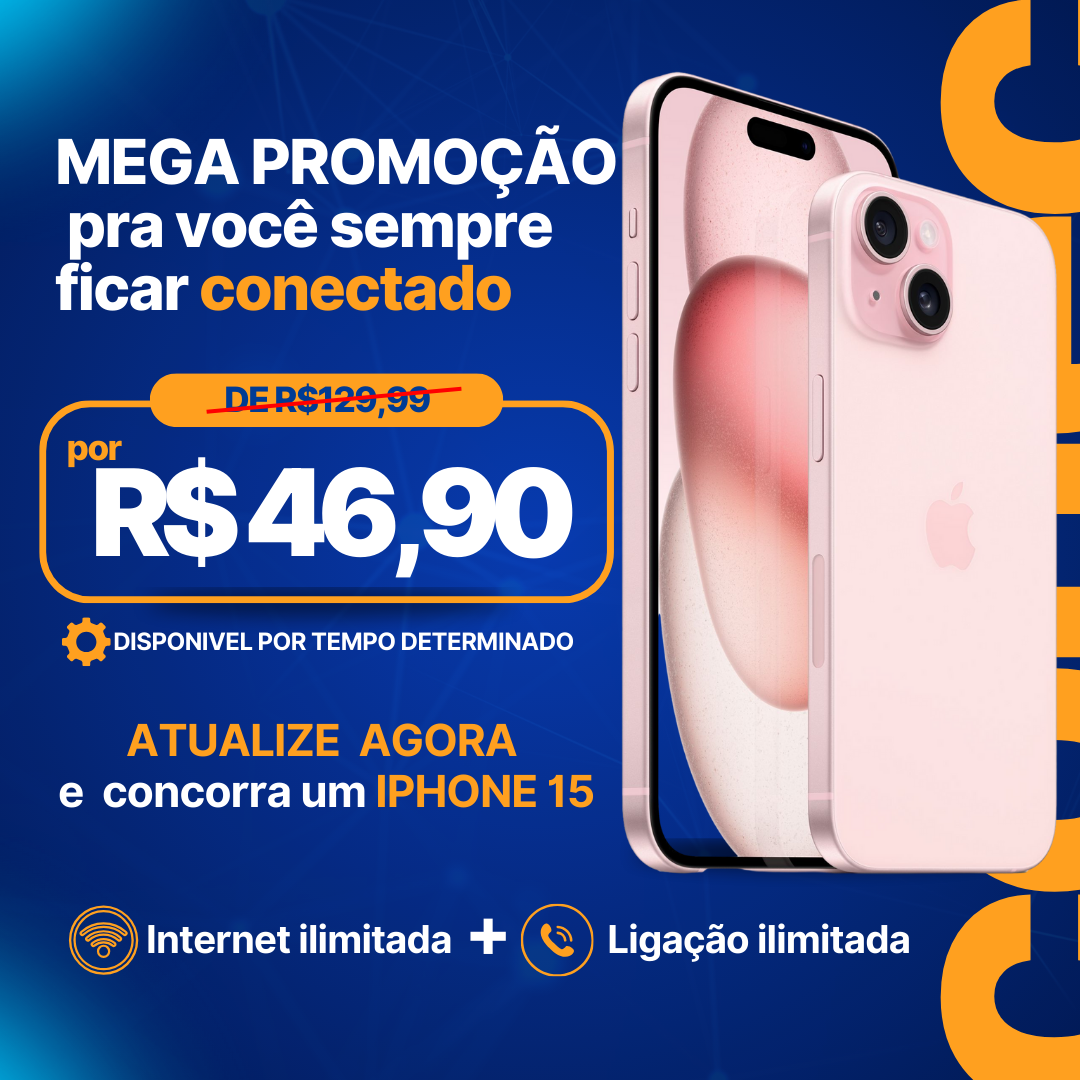 MEGA PROMOÇÃO
pra você sempre
ficar conectado
DE R$129,99
por
R$ 46,90
DISPONIVEL POR TEMPO DETERMINADO
ATUALIZE AGORA
e concorra um IPHONE 15
Internet ilimitada + Ligação ilimitada